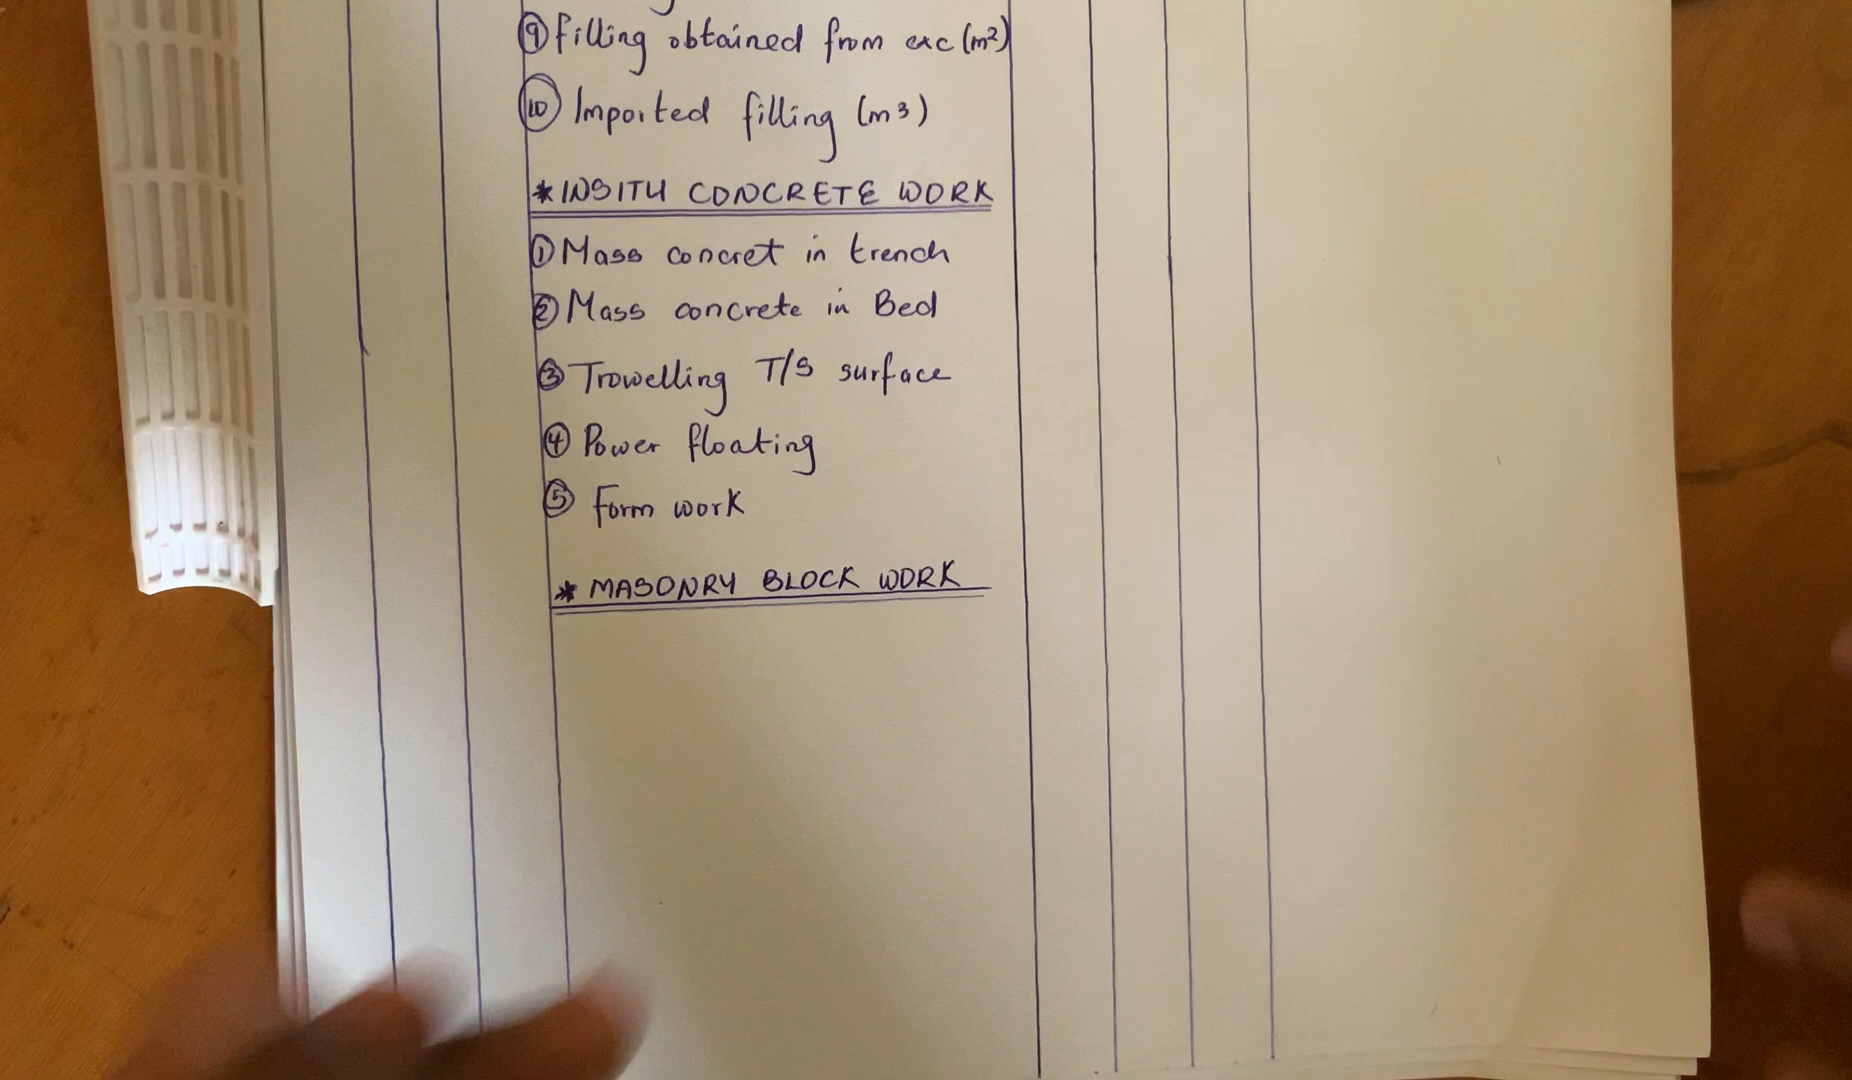 ⑨ filling obtained from exc (m²)
⑩ Imported filling (m³)
* INSITU CONCRETE WORK
① Mass concret in trench
② Mass concrete in Bed
③ Trowelling T/S surface
④ Power floating
⑤ form work
* MASONRY BLOCK WORK